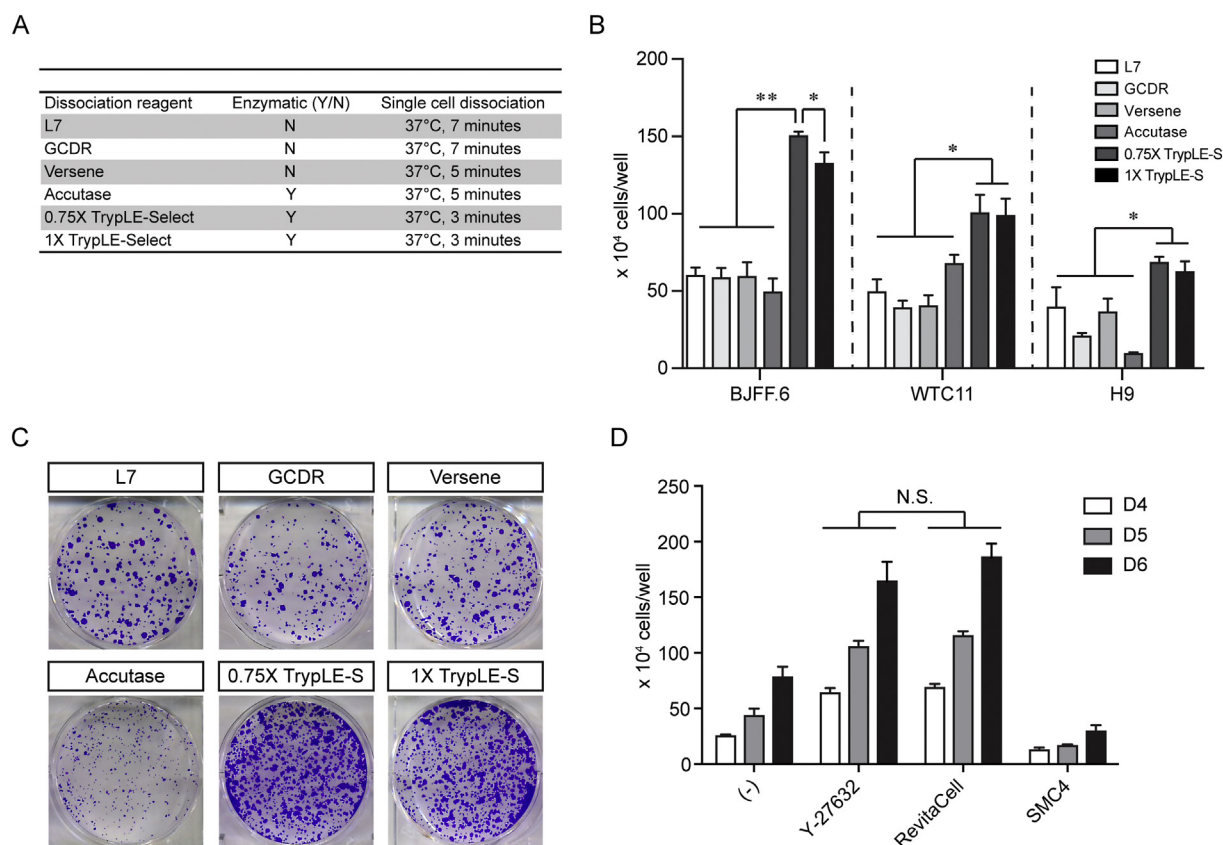 A
Dissociation reagent Enzymatic (Y/N) Single cell dissociation
L7 N 37°C, 7 minutes
GCDR N 37°C, 7 minutes
Versene N 37°C, 5 minutes
Accutase Y 37°C, 5 minutes
0.75X TrypLE-Select Y 37°C, 3 minutes
1X TrypLE-Select Y 37°C, 3 minutes
B
x 10⁴ cells/well
200
150
100
50
0
** *
*
*
L7
GCDR
Versene
Accutase
0.75X TrypLE-S
1X TrypLE-S
BJFF.6 WTC11 H9
C
L7 GCDR Versene
Accutase 0.75X TrypLE-S 1X TrypLE-S
D
x 10⁴ cells/well
250
200
150
100
50
0
N.S.
D4
D5
D6
(-) Y-27632 RevitaCell SMC4